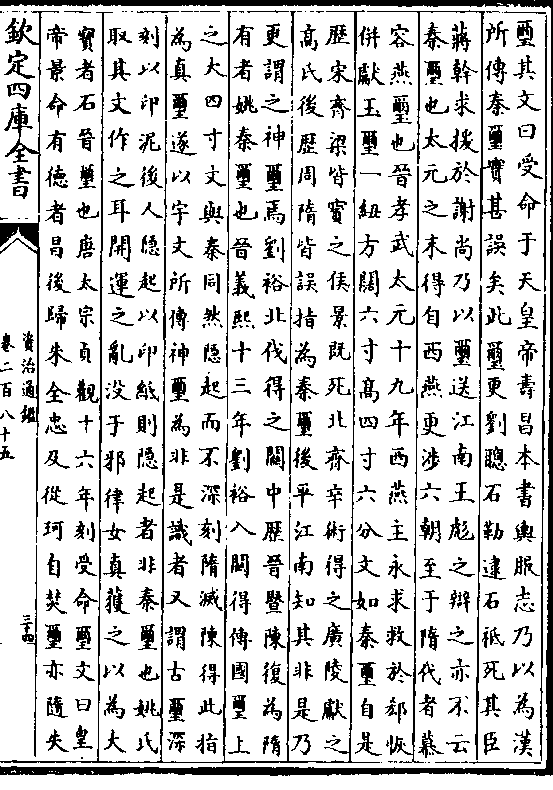 璽其文曰受命于天皇帝壽昌本書輿服志乃以為漢
所傳秦璽實甚誤矣此璽更劉聰石勒逮石祗死其臣
蔣幹求援於謝尚乃以璽送江南王彪之辯之亦不云
秦璽也太元之末得自西燕更涉六朝至于隋代者慕
容燕璽也晉孝武太元十九年西燕主永求救於郄恢
併獻玉璽一紐方闊六寸高四寸六分文如秦璽自是
歷宋齊梁皆寳之侯景既死北齊辛術得之廣陵獻之
高氏後歷周隋皆誤指為秦璽後平江南知其非是乃
更謂之神璽焉劉裕北伐得之關中歷晉暨陳復為隋
有者姚秦璽也晉義熙十三年劉裕入關得傳國璽上
之大四寸文與秦同然隱起而不深刻隋滅陳得此指
為真璽遂以宇文所傳神璽為非是識者又謂古璽深
刻以印泥後人隱起以印紙則隱起者非秦璽也姚氏
取其文作之耳開運之亂没于邪律女真獲之以為大
寳者石晉璽也唐太宗貞觀十六年刻受命璽文曰皇
帝景命有德者昌後歸朱全忠及從珂自焚璽亦隨失
欽定四庫全書
資治通鑑
卷二百八十五
三十四